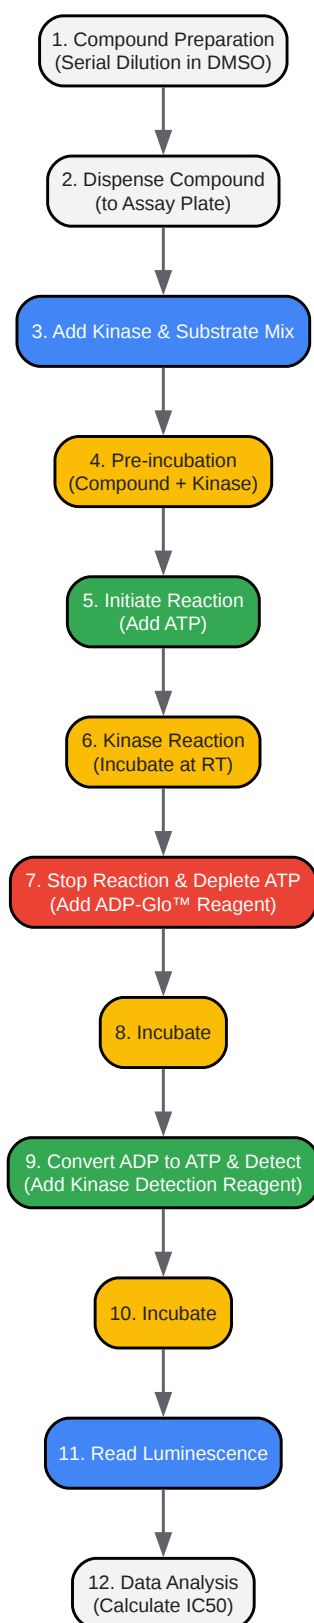 1. Compound Preparation
(Serial Dilution in DMSO)
2. Dispense Compound
(to Assay Plate)
3. Add Kinase & Substrate Mix
4. Pre-incubation
(Compound + Kinase)
5. Initiate Reaction
(Add ATP)
6. Kinase Reaction
(Incubate at RT)
7. Stop Reaction & Deplete ATP
(Add ADP-Glo™ Reagent)
8. Incubate
9. Convert ADP to ATP & Detect
(Add Kinase Detection Reagent)
10. Incubate
11. Read Luminescence
12. Data Analysis
(Calculate IC50)